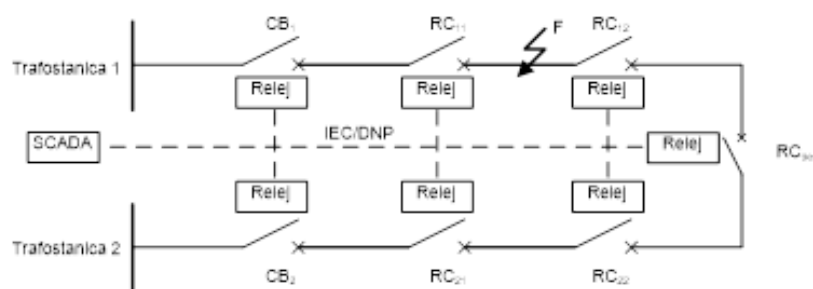 CB₁ RC₁₁ F RC₁₂
Trafostanica 1
Relej Relej Relej
SCADA IEC/DNP Relej RC
Relej Relej Relej
Trafostanica 2
CB₂ RC₂₁ RC₂₂